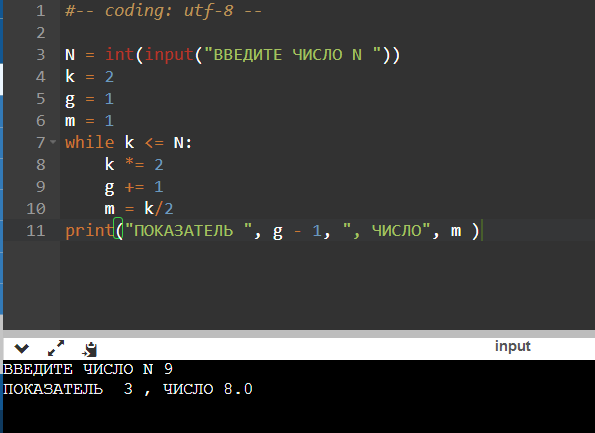 1 #-- coding: utf-8 --
2
3 N = int(input("ВВЕДИТЕ ЧИСЛО N "))
4 k = 2
5 g = 1
6 m = 1
7 while k <= N:
8     k *= 2
9     g += 1
10     m = k/2
11 print("ПОКАЗАТЕЛЬ ", g - 1, ", ЧИСЛО", m )
input
ВВЕДИТЕ ЧИСЛО N 9
ПОКАЗАТЕЛЬ  3 , ЧИСЛО 8.0